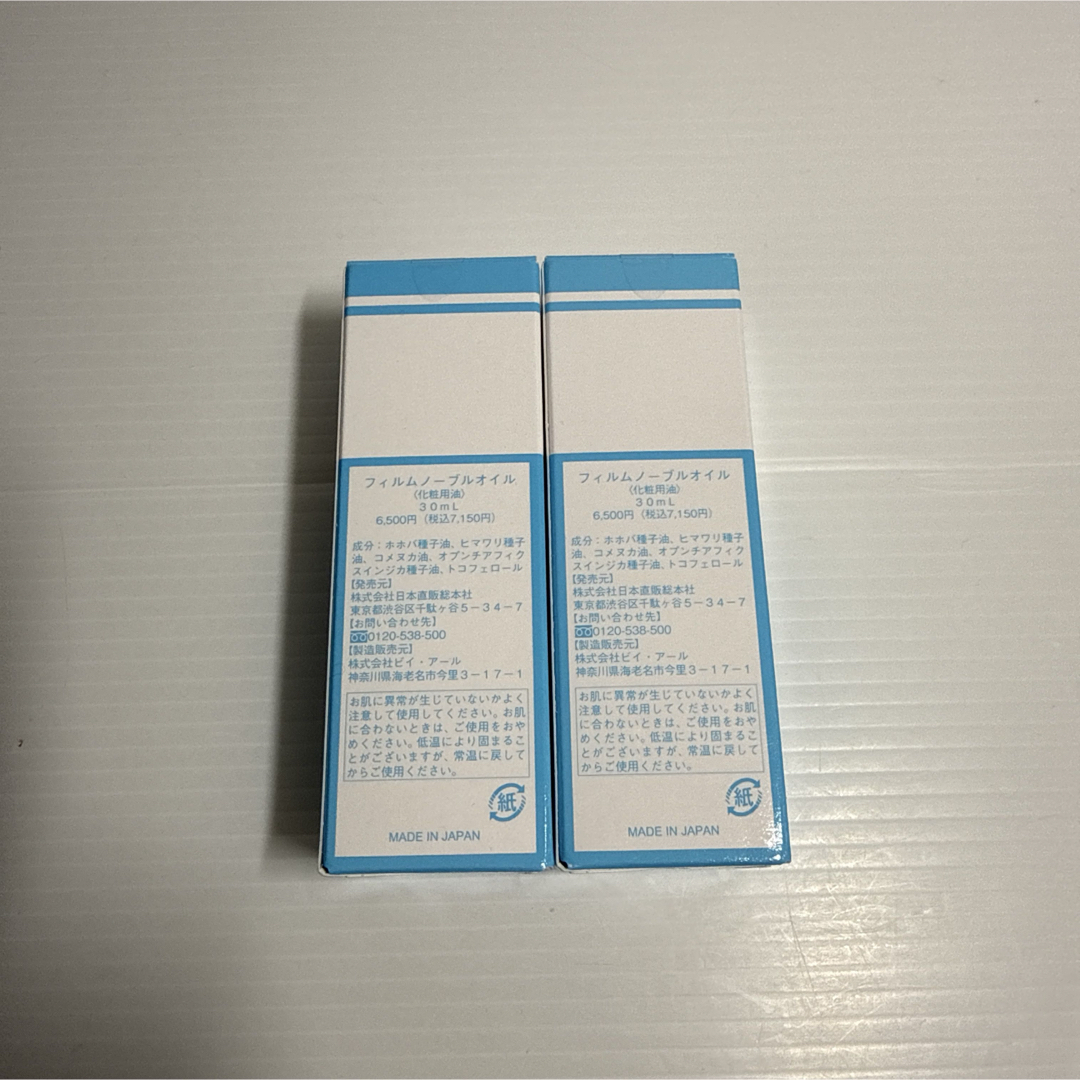 フィルムノーブルオイル
(化粧用油)
30mL
6,500円(税込7,150円)
成分:ホホバ種子油、ヒマワリ種子
油、コメヌカ油、オプンチアフィク
スインジカ種子油、トコフェロール
【発売元】
株式会社日本直販総本社
東京都渋谷区千駄ヶ谷5-34-7
【お問い合わせ先】
0120-538-500
【製造販売元】
株式会社ビイ・アール
神奈川県海老名市今里3-17-1
お肌に異常が生じていないかよく
注意して使用してください。お肌
に合わないときは、ご使用をおや
めください。低温により固まるこ
とがございますが、常温に戻して
からご使用ください。
紙
MADE IN JAPAN
フィルムノーブルオイル
(化粧用油)
30mL
6,500円(税込7,150円)
成分:ホホバ種子油、ヒマワリ種子
油、コメヌカ油、オプンチアフィク
スインジカ種子油、トコフェロール
【発売元】
株式会社日本直販総本社
東京都渋谷区千駄ヶ谷5-34-7
【お問い合わせ先】
0120-538-500
【製造販売元】
株式会社ビイ・アール
神奈川県海老名市今里3-17-1
お肌に異常が生じていないかよく
注意して使用してください。お肌
に合わないときは、ご使用をおや
めください。低温により固まるこ
とがございますが、常温に戻して
からご使用ください。
紙
MADE IN JAPAN